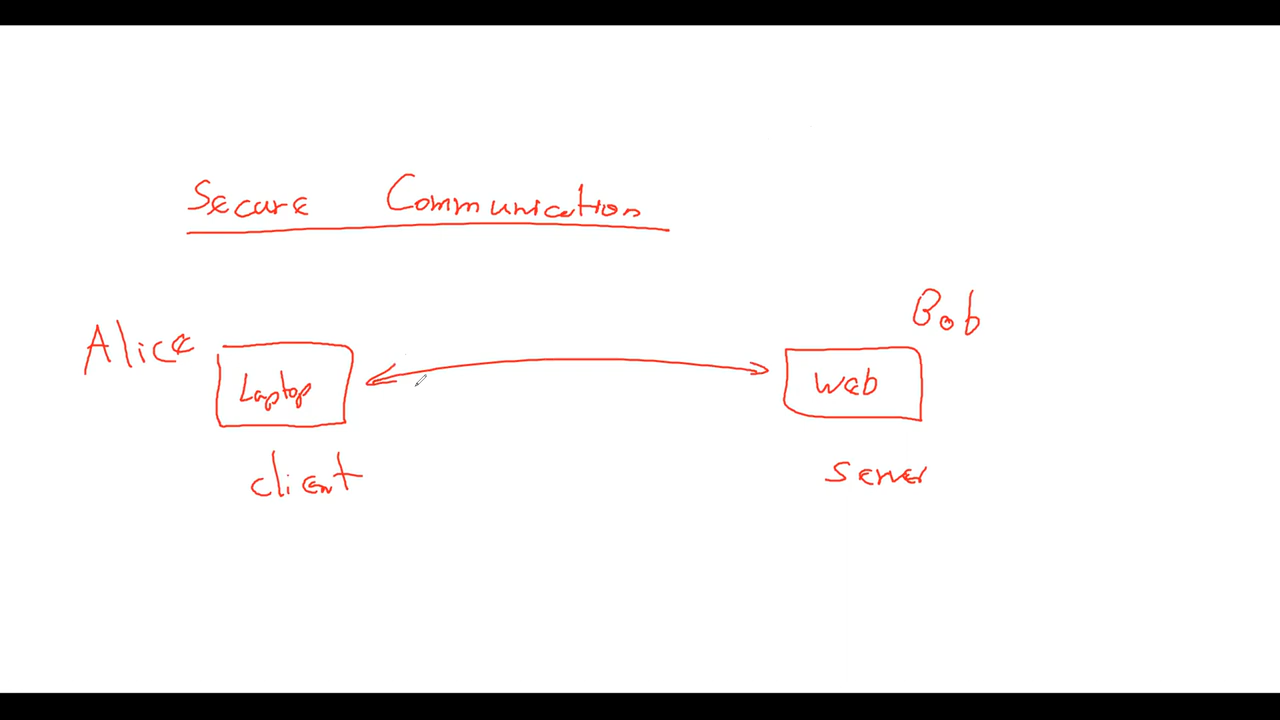 Secure Communication
Bob
Alice
Laptop
Web
client
server